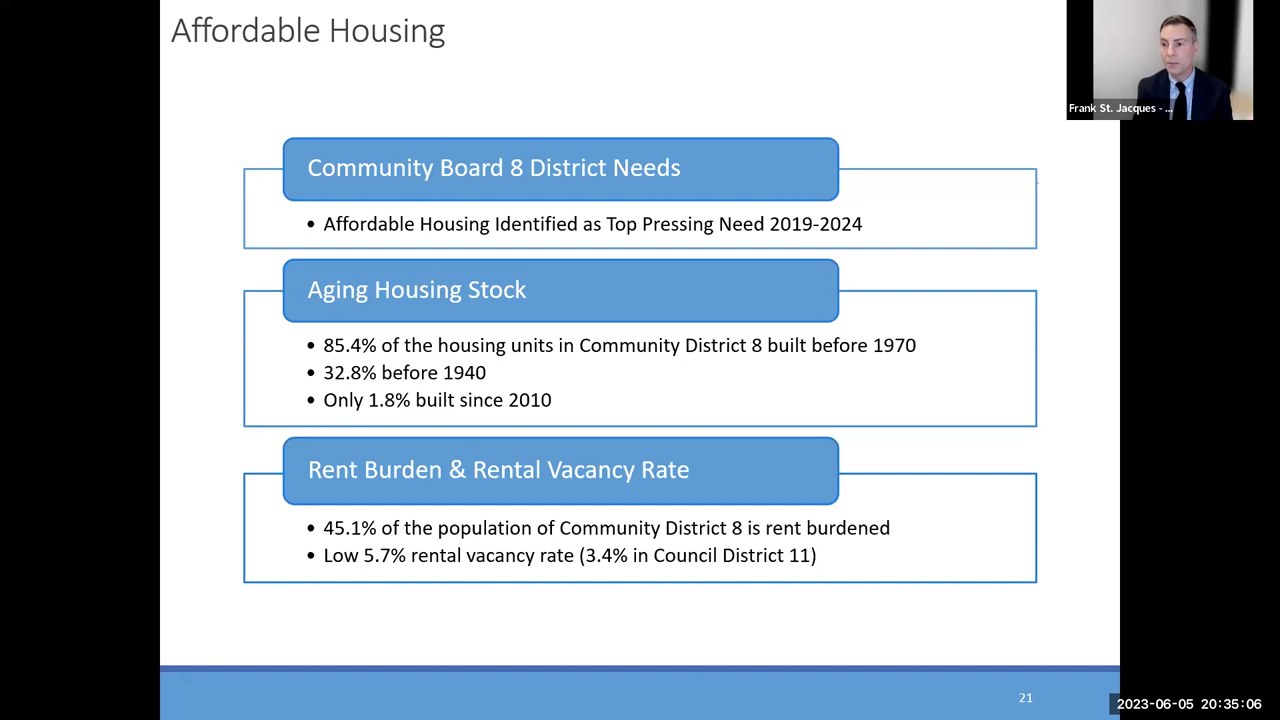 Affordable Housing
Frank St. Jacques - ...
Community Board 8 District Needs
• Affordable Housing Identified as Top Pressing Need 2019-2024
Aging Housing Stock
• 85.4% of the housing units in Community District 8 built before 1970
• 32.8% before 1940
• Only 1.8% built since 2010
Rent Burden & Rental Vacancy Rate
• 45.1% of the population of Community District 8 is rent burdened
• Low 5.7% rental vacancy rate (3.4% in Council District 11)
21
2023-06-05 20:35:06